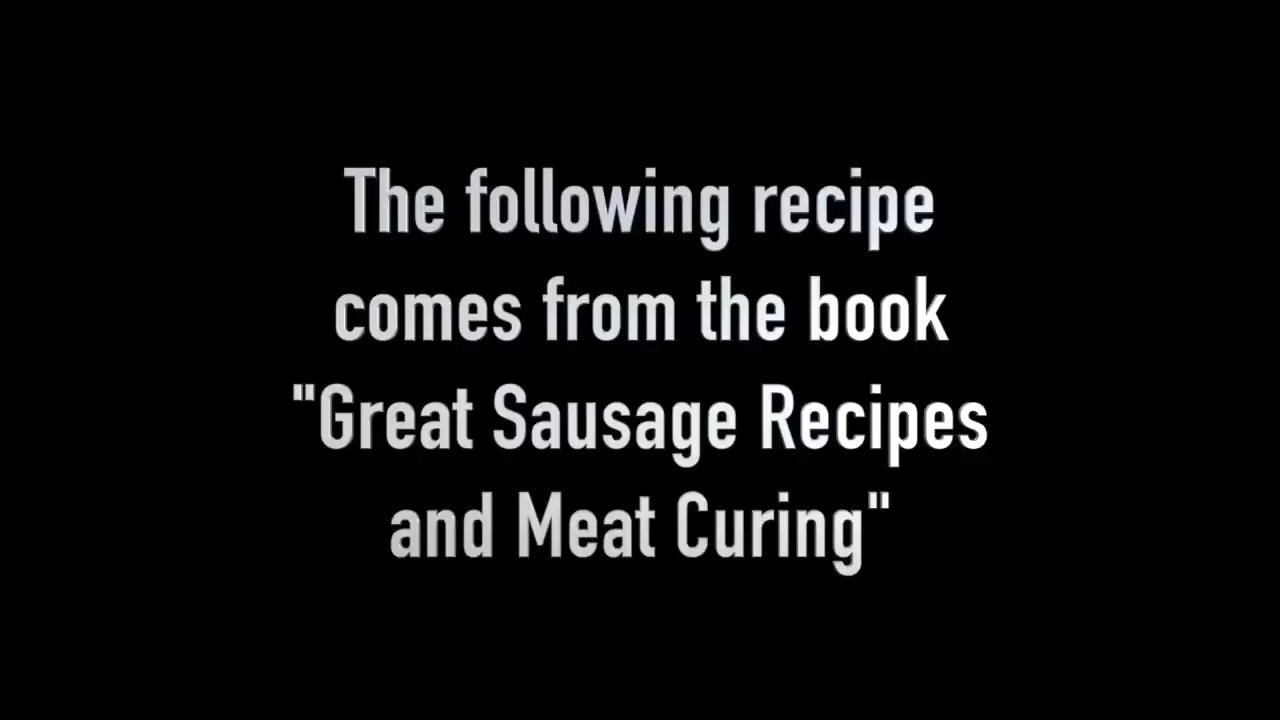 The following recipe
comes from the book
"Great Sausage Recipes
and Meat Curing"